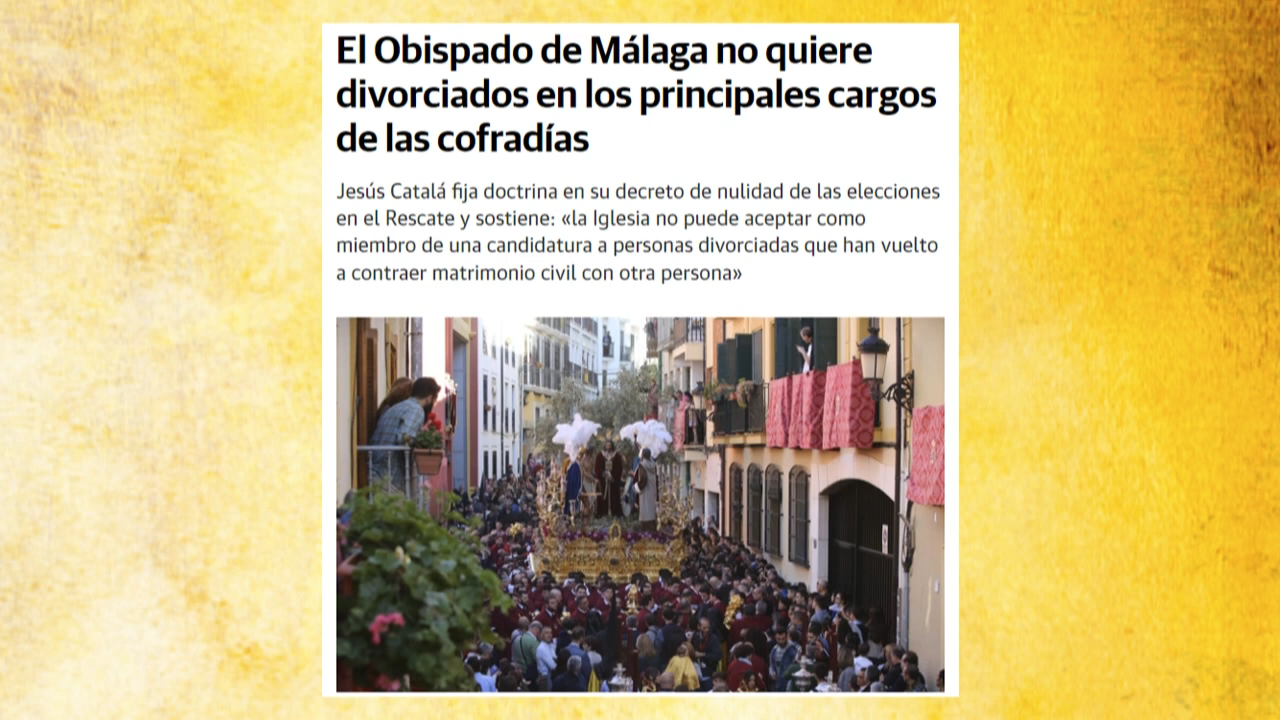 El Obispado de Málaga no quiere
divorciados en los principales cargos
de las cofradías
Jesús Catalá fija doctrina en su decreto de nulidad de las elecciones
en el Rescate y sostiene: «la Iglesia no puede aceptar como
miembro de una candidatura a personas divorciadas que han vuelto
a contraer matrimonio civil con otra persona»